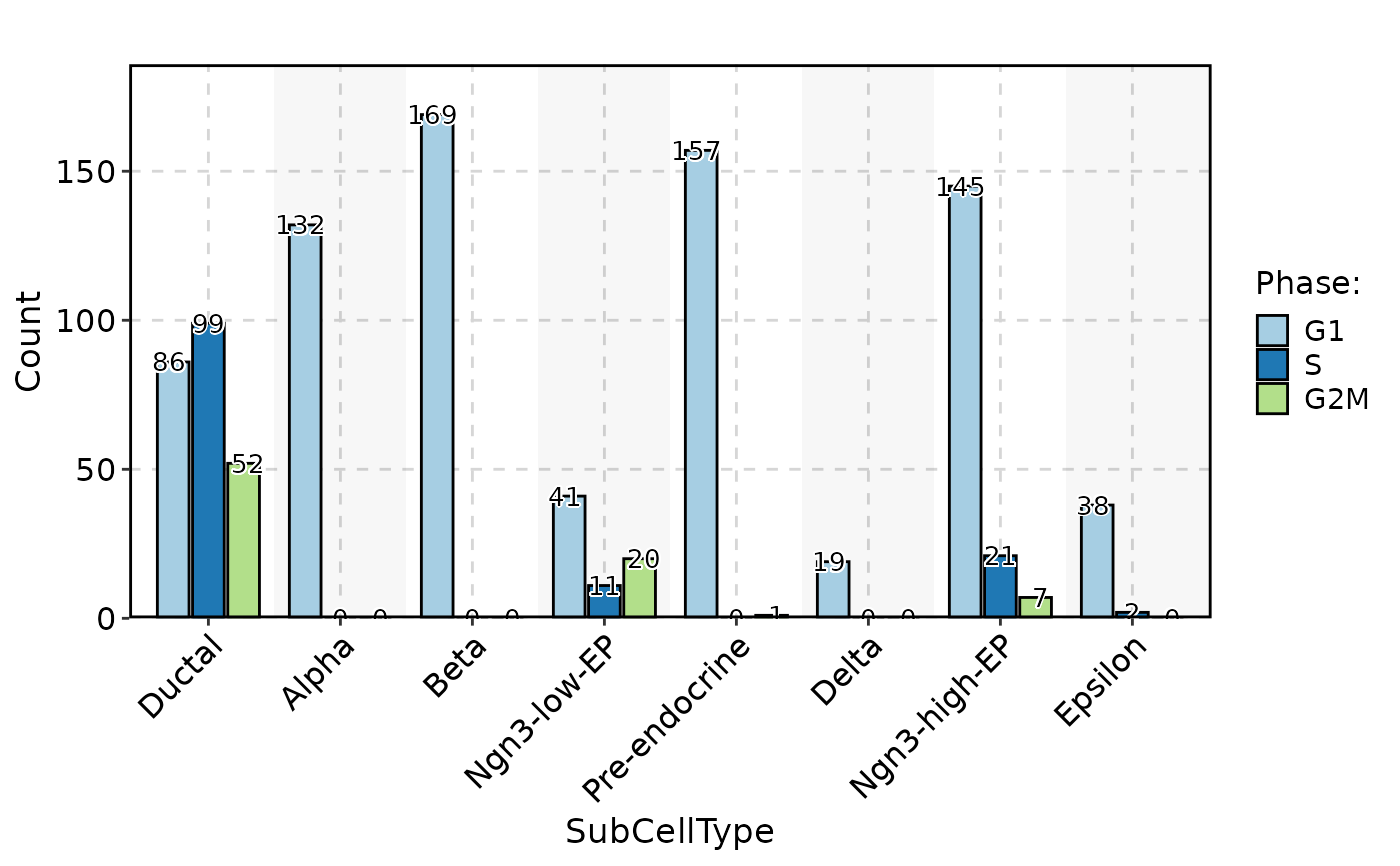 Count
150
100
50
0
86
99
52
132
0
0
169
0
0
41
11
20
157
0
1
19
0
0
145
21
7
38
2
0
Ductal
Alpha
Beta
Ngn3-low-EP
Pre-endocrine
Delta
Ngn3-high-EP
Epsilon
SubCellType
Phase:
G1
S
G2M